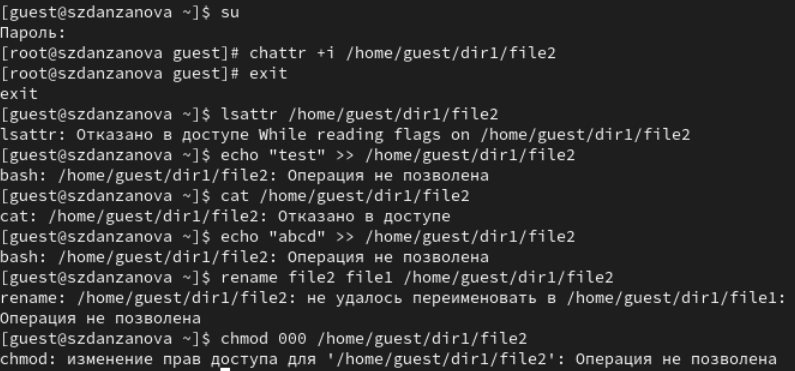 [guest@szdanzanova ~]$ su
Пароль:
[root@szdanzanova guest]# chattr +i /home/guest/dir1/file2
[root@szdanzanova guest]# exit
exit
[guest@szdanzanova ~]$ lsattr /home/guest/dir1/file2
lsattr: Отказано в доступе While reading flags on /home/guest/dir1/file2
[guest@szdanzanova ~]$ echo "test" >> /home/guest/dir1/file2
bash: /home/guest/dir1/file2: Операция не позволена
[guest@szdanzanova ~]$ cat /home/guest/dir1/file2
cat: /home/guest/dir1/file2: Отказано в доступе
[guest@szdanzanova ~]$ echo "abcd" >> /home/guest/dir1/file2
bash: /home/guest/dir1/file2: Операция не позволена
[guest@szdanzanova ~]$ rename file2 file1 /home/guest/dir1/file2
rename: /home/guest/dir1/file2: не удалось переименовать в /home/guest/dir1/file1:
Операция не позволена
[guest@szdanzanova ~]$ chmod 000 /home/guest/dir1/file2
chmod: изменение прав доступа для '/home/guest/dir1/file2': Операция не позволена